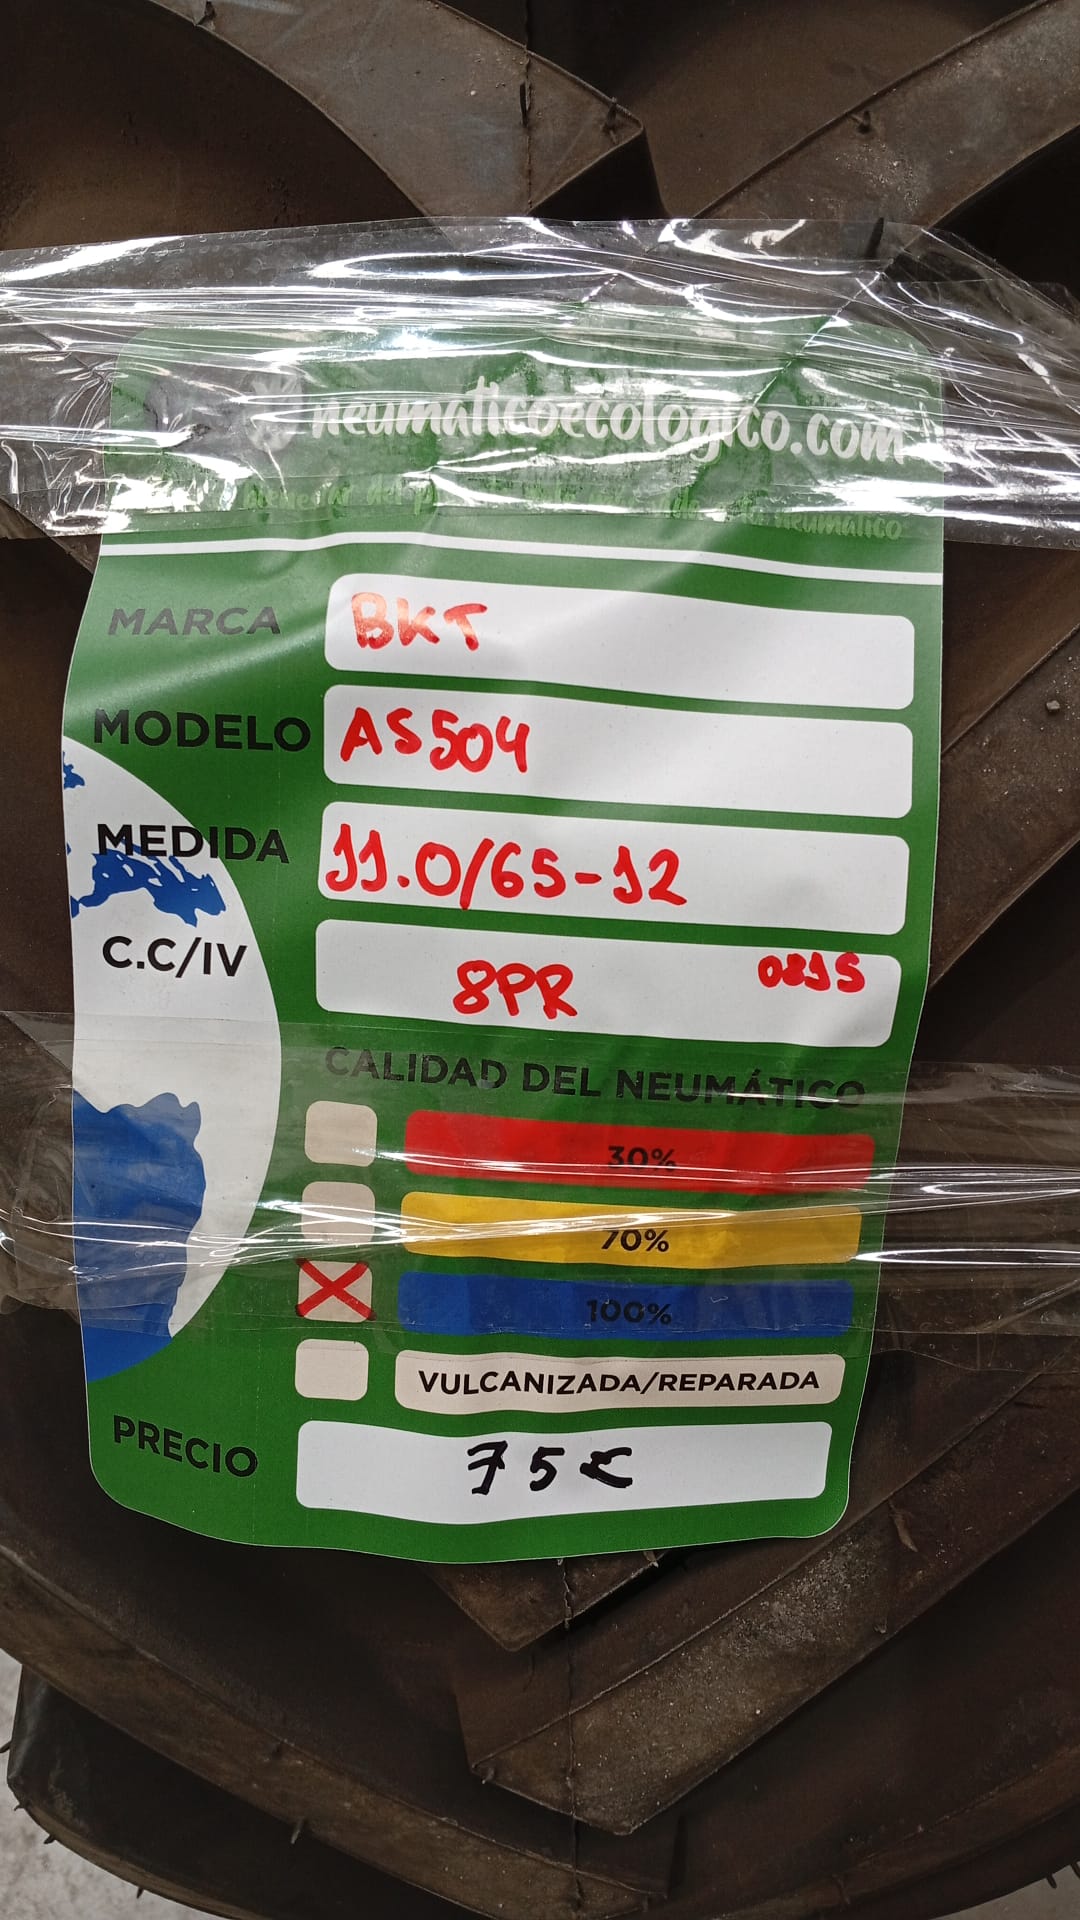 neumaticoecologico.com
neumático
MARCA BKT
MODELO AS504
MEDIDA 11.0/65-12
C.C/IV 8PR 0815
CALIDAD DEL NEUMÁTICO
30%
70%
X 100%
VULCANIZADA/REPARADA
PRECIO 75€